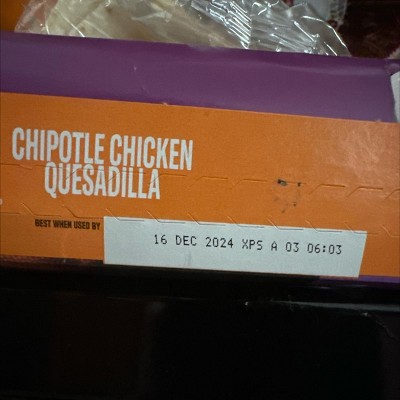 CHIPOTLE CHICKEN
QUESADILLA
BEST WHEN USED BY
16 DEC 2024 XPS A 03 06:03